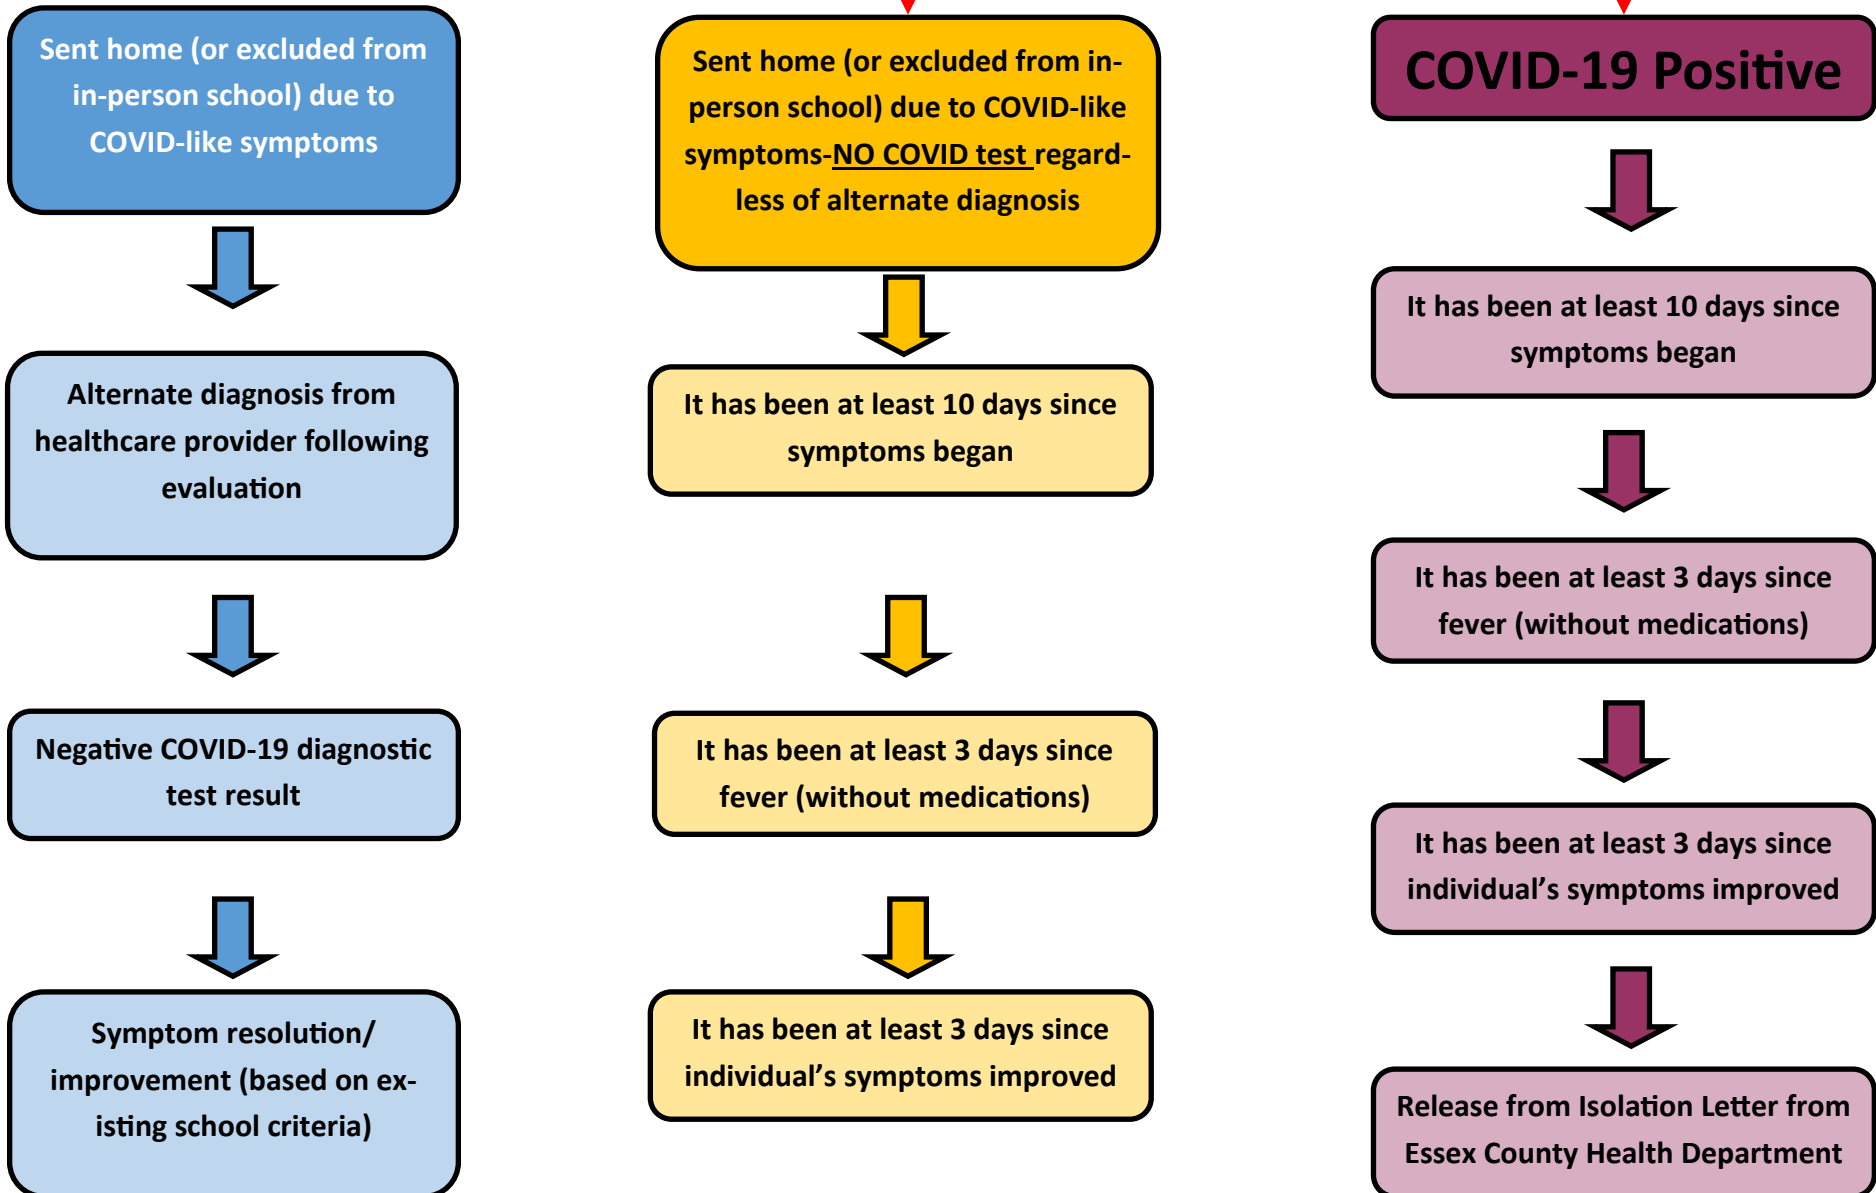 Sent home (or excluded from
in-person school) due to
COVID-like symptoms
Alternate diagnosis from
healthcare provider following
evaluation
Negative COVID-19 diagnostic
test result
Symptom resolution/
improvement (based on ex-
isting school criteria)
Sent home (or excluded from in-
person school) due to COVID-like
symptoms-NO COVID test regard-
less of alternate diagnosis
It has been at least 10 days since
symptoms began
It has been at least 3 days since
fever (without medications)
It has been at least 3 days since
individual’s symptoms improved
COVID-19 Positive
It has been at least 10 days since
symptoms began
It has been at least 3 days since
fever (without medications)
It has been at least 3 days since
individual’s symptoms improved
Release from Isolation Letter from
Essex County Health Department